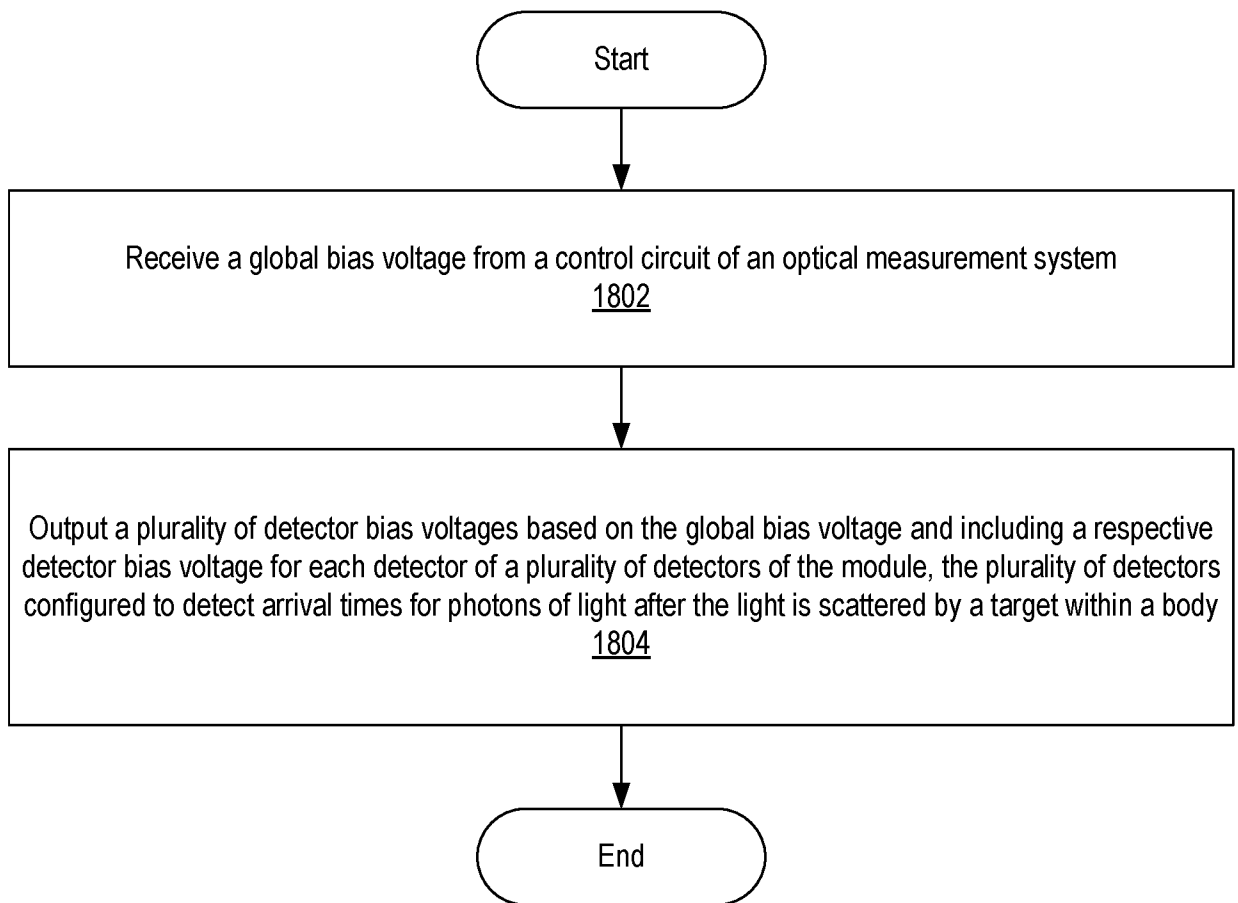 Start
Receive a global bias voltage from a control circuit of an optical measurement system
1802
Output a plurality of detector bias voltages based on the global bias voltage and including a respective
detector bias voltage for each detector of a plurality of detectors of the module, the plurality of detectors
configured to detect arrival times for photons of light after the light is scattered by a target within a body
1804
End